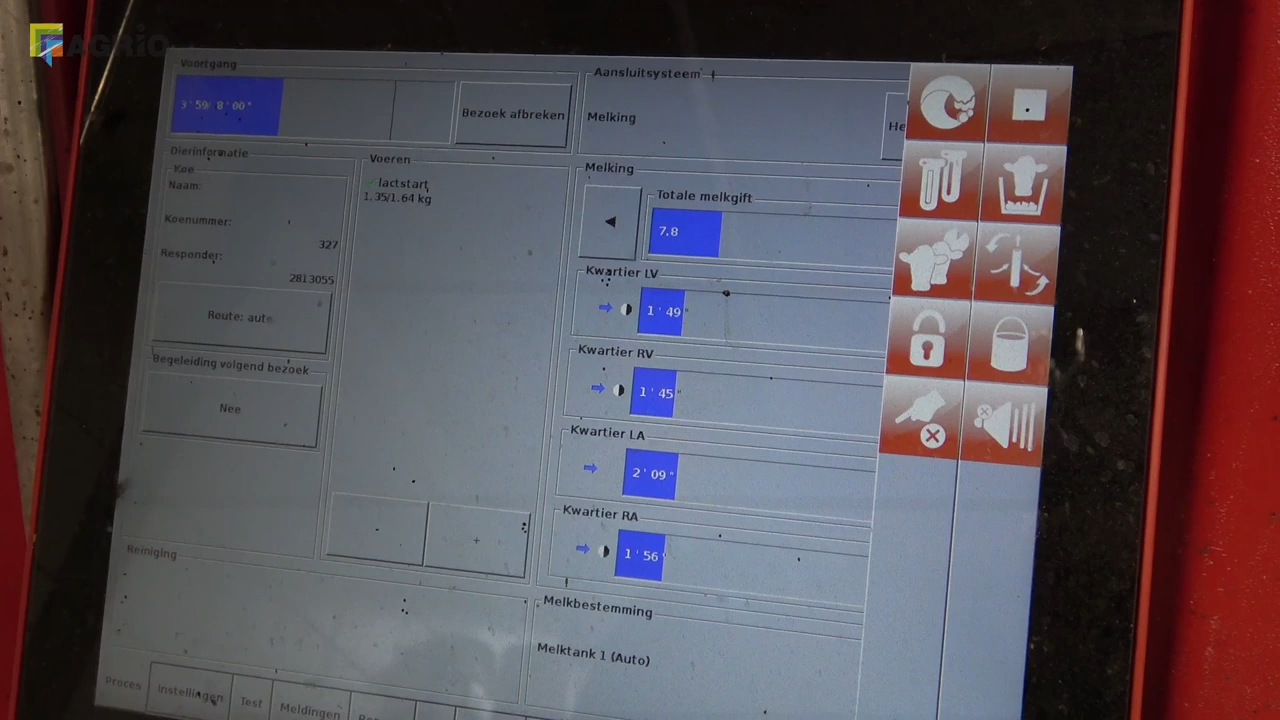 AGRIO
Voortgang
3'59/ 8'00"
Bezoek afbreken
Aansluitsysteem
Melking
He
Dierinformatie
Koe
Naam:
Koenummer:
327
Responder:
2813055
Route: auto
Begeleiding volgend bezoek
Nee
Voeren
lactstart
1.35/1.64 kg
-
+
Melking
Totale melkgift
7.8
Kwartier LV
1'49"
Kwartier RV
1'45"
Kwartier LA
2'09"
Kwartier RA
1'56"
Reiniging
Melkbestemming
Melktank 1 (Auto)
Proces
Instellingen
Test
Meldingen